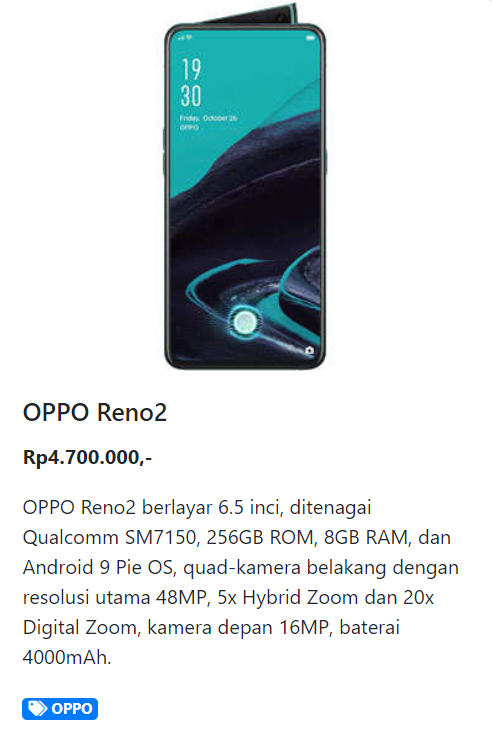 19
30
Friday, October 26
OPPO
OPPO Reno2
Rp4.700.000,-
OPPO Reno2 berlayar 6.5 inci, ditenagai
Qualcomm SM7150, 256GB ROM, 8GB RAM, dan
Android 9 Pie OS, quad-kamera belakang dengan
resolusi utama 48MP, 5x Hybrid Zoom dan 20x
Digital Zoom, kamera depan 16MP, baterai
4000mAh.
OPPO